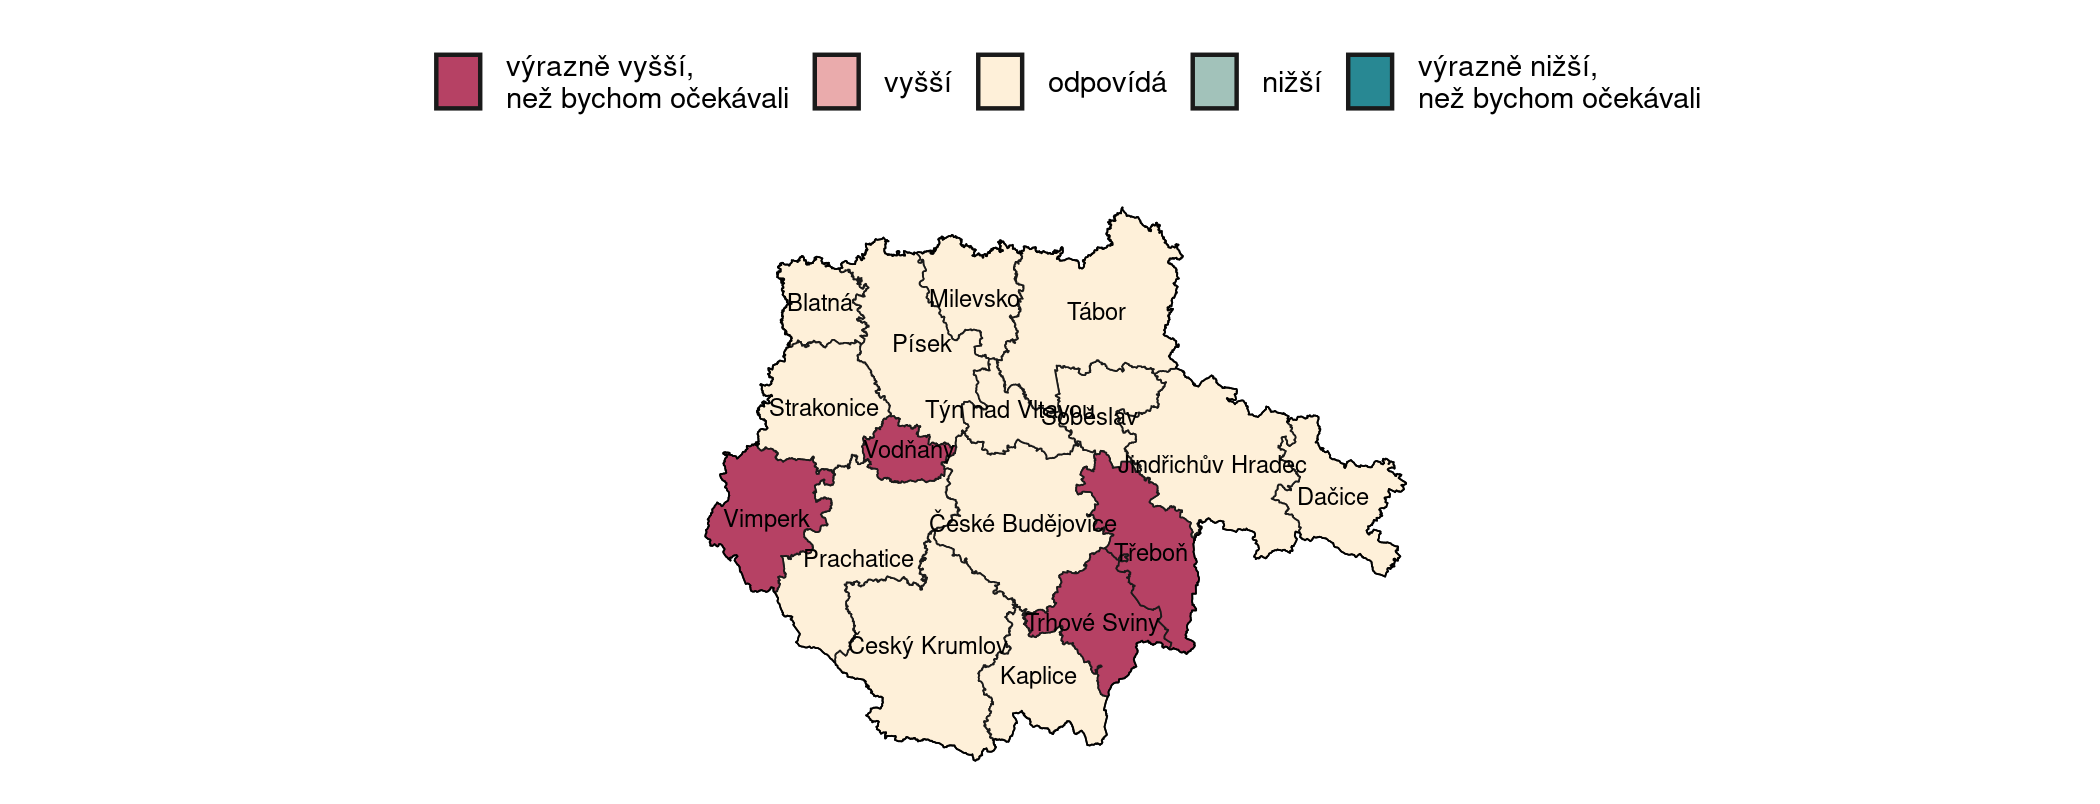 výrazně vyšší,
než bychom očekávali
vyšší
odpovídá
nižší
výrazně nižší,
než bychom očekávali
Blatná
Milevsko
Tábor
Písek
Strakonice
Týn nad Vltavou
Soběslav
Vodňany
Jindřichův Hradec
Dačice
Vimperk
České Budějovice
Třeboň
Prachatice
Trhové Sviny
Český Krumlov
Kaplice